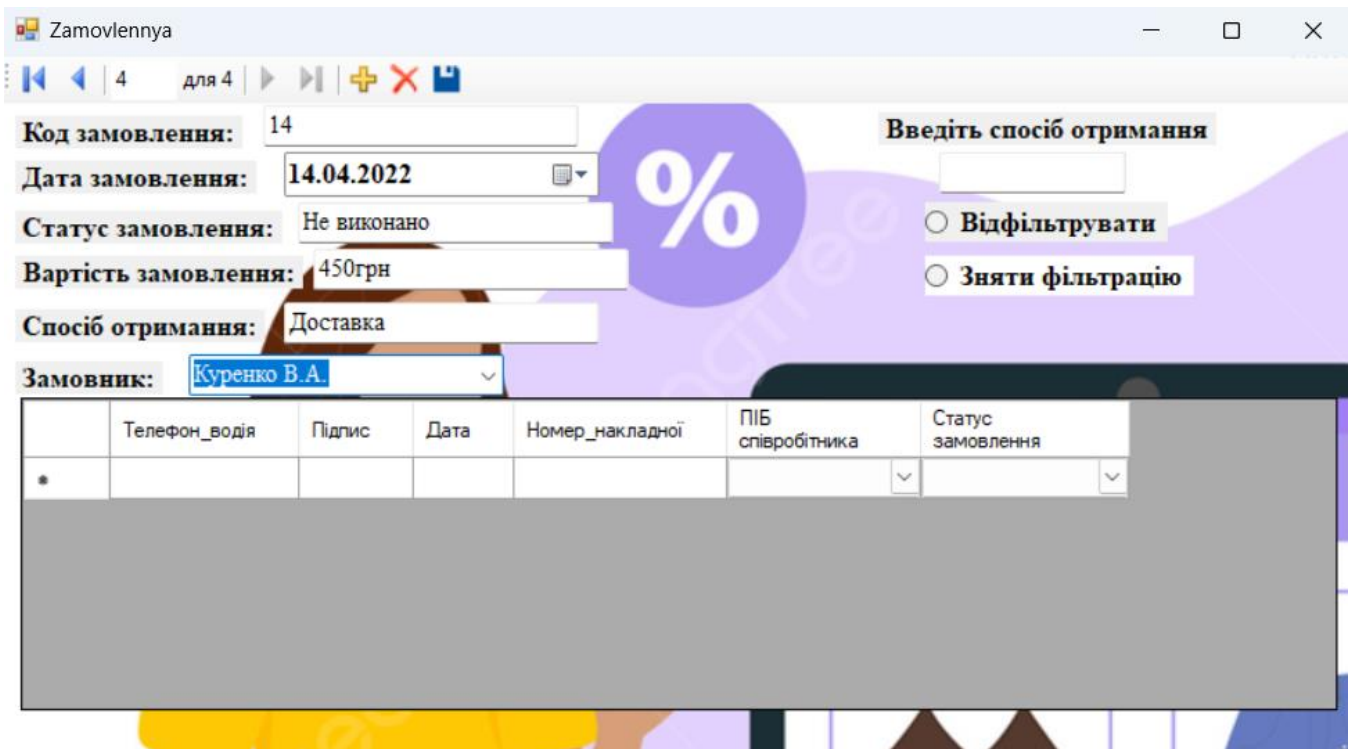 Zamovlennya
4 для 4
Код замовлення: 14
Дата замовлення: 14.04.2022
Статус замовлення: Не виконано
Вартість замовлення: 450грн
Спосіб отримання: Доставка
Замовник: Куренко В.А.
Введіть спосіб отримання
Відфільтрувати
Зняти фільтрацію
%
Телефон_водія Підпис Дата Номер_накладної ПІБ співробітника Статус замовлення